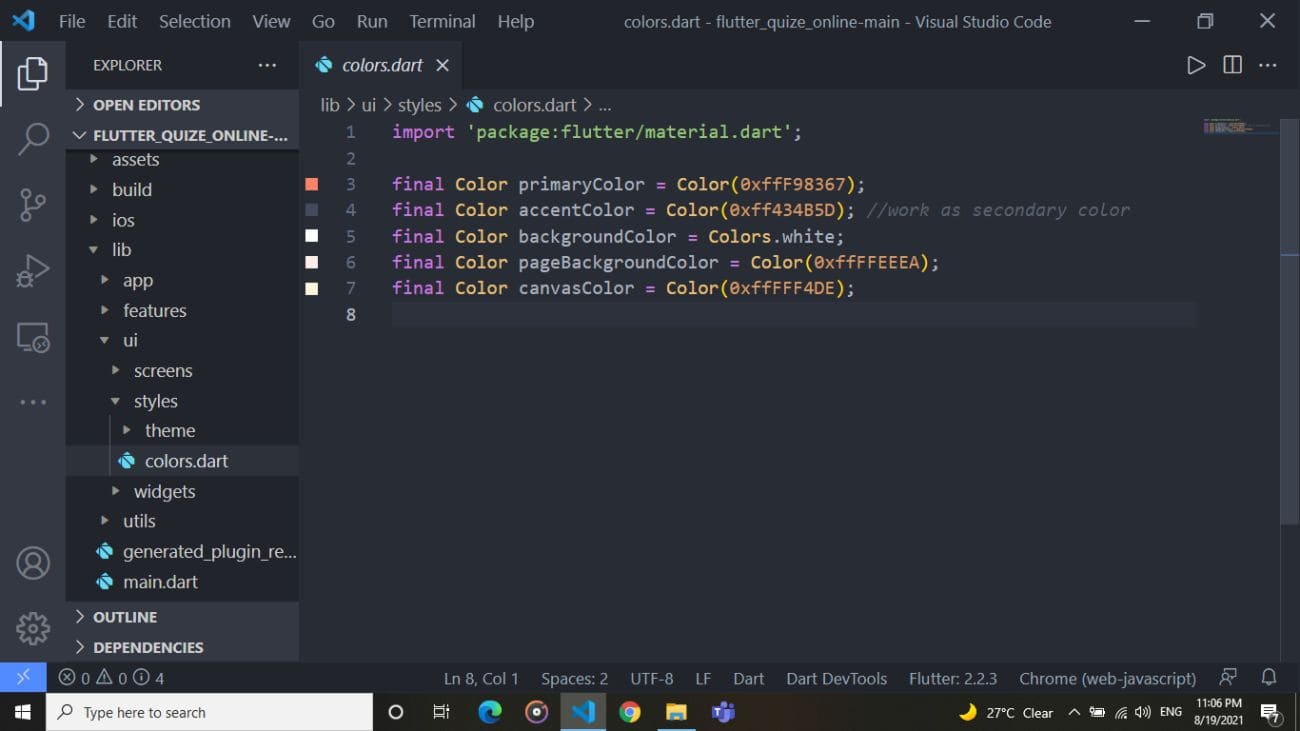 File Edit Selection View Go Run Terminal Help colors.dart - flutter_quize_online-main - Visual Studio Code
EXPLORER ...
colors.dart
OPEN EDITORS
FLUTTER_QUIZE_ONLINE-...
assets
build
ios
lib
app
features
ui
screens
styles
theme
colors.dart
widgets
utils
generated_plugin_re...
main.dart
OUTLINE
DEPENDENCIES
lib > ui > styles > colors.dart > ...
1 import 'package:flutter/material.dart';
2
3 final Color primaryColor = Color(0xffF98367);
4 final Color accentColor = Color(0xff434B5D); //work as secondary color
5 final Color backgroundColor = Colors.white;
6 final Color pageBackgroundColor = Color(0xffFFEEEA);
7 final Color canvasColor = Color(0xffFFF4DE);
8
0 0 4 Ln 8, Col 1 Spaces: 2 UTF-8 LF Dart Dart DevTools Flutter: 2.2.3 Chrome (web-javascript)
Type here to search 27°C Clear ENG 11:06 PM
8/19/2021
7